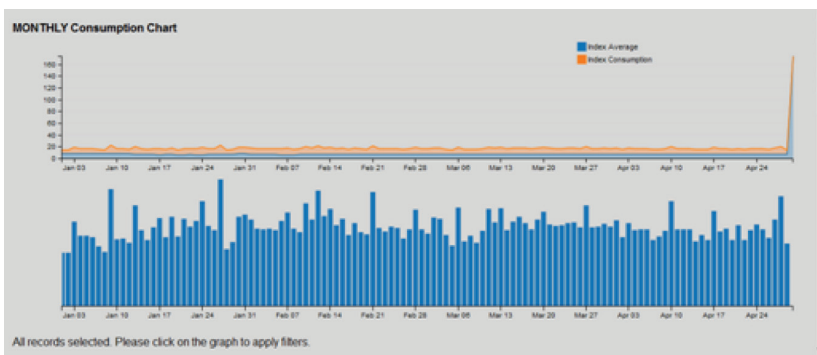 MONTHLY Consumption Chart
Index Average
Index Consumption
160
140
120
100
80
60
40
20
0
Jan 03 Jan 10 Jan 17 Jan 24 Jan 31 Feb 07 Feb 14 Feb 21 Feb 28 Mar 06 Mar 13 Mar 20 Mar 27 Apr 03 Apr 10 Apr 17 Apr 24
Jan 03 Jan 10 Jan 17 Jan 24 Jan 31 Feb 07 Feb 14 Feb 21 Feb 28 Mar 06 Mar 13 Mar 20 Mar 27 Apr 03 Apr 10 Apr 17 Apr 24
All records selected. Please click on the graph to apply filters.